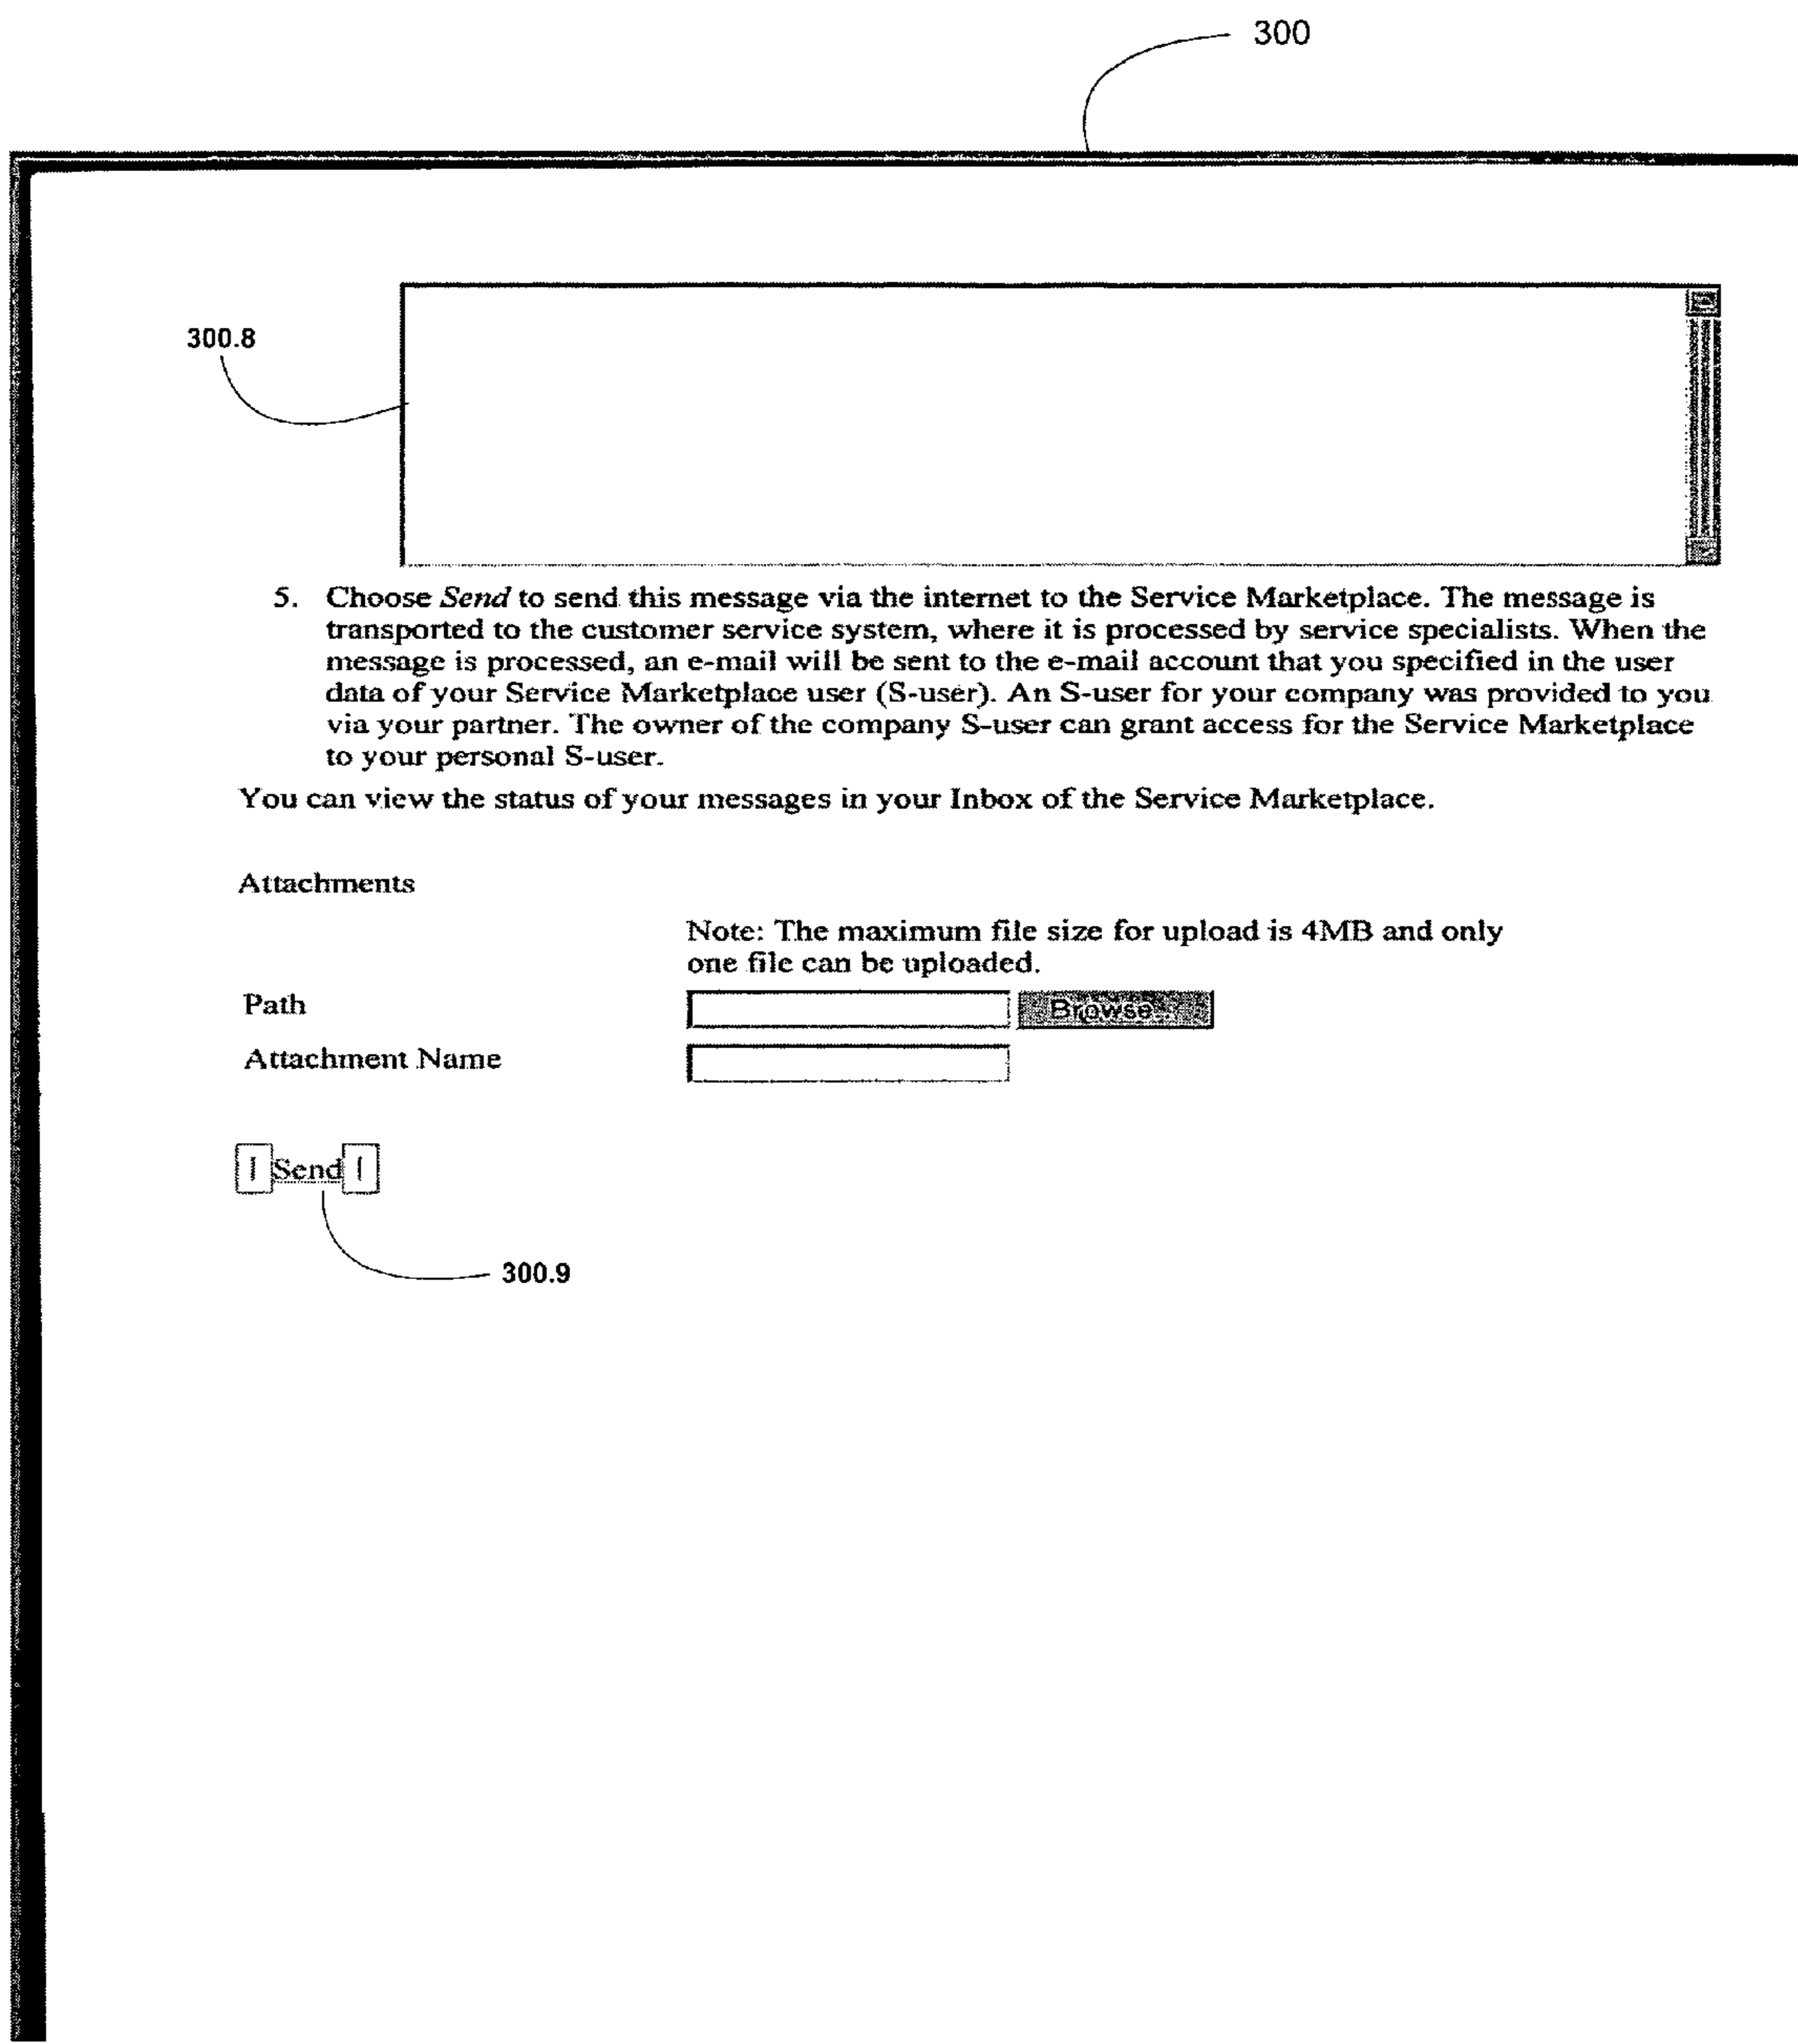 300
300.8
5. Choose Send to send this message via the internet to the Service Marketplace. The message is
transported to the customer service system, where it is processed by service specialists. When the
message is processed, an e-mail will be sent to the e-mail account that you specified in the user
data of your Service Marketplace user (S-user). An S-user for your company was provided to you
via your partner. The owner of the company S-user can grant access for the Service Marketplace
to your personal S-user.
You can view the status of your messages in your Inbox of the Service Marketplace.
Attachments
Note: The maximum file size for upload is 4MB and only
one file can be uploaded.
Path
Browse...
Attachment Name
Send
300.9